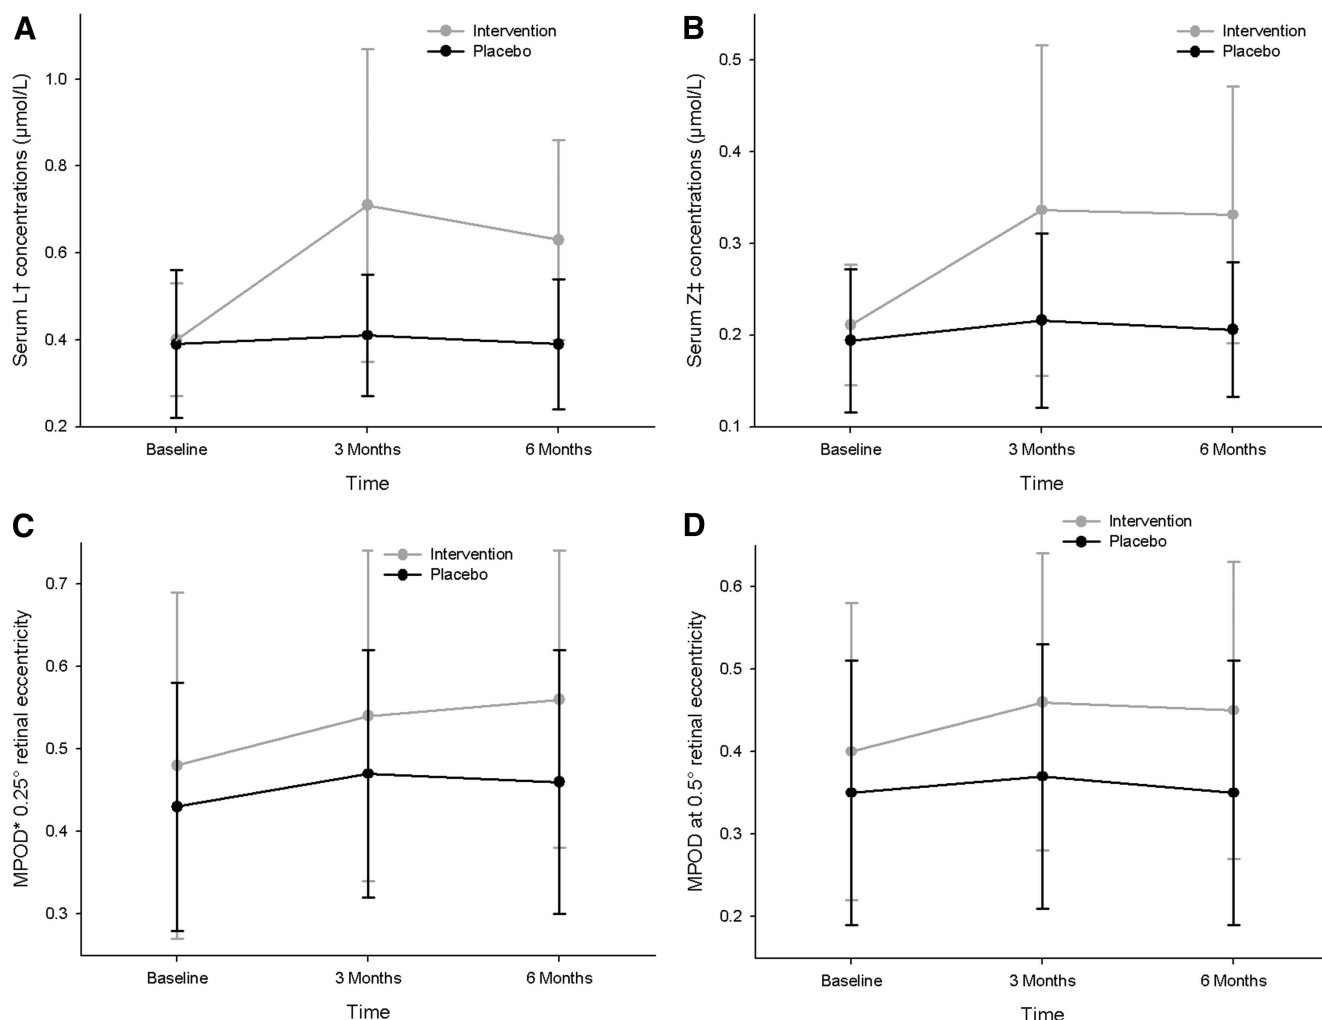 A
Intervention
Placebo
Serum L† concentrations (µmol/L)
1.0
0.8
0.6
0.4
0.2
Baseline
3 Months
6 Months
Time
B
Intervention
Placebo
Serum Z‡ concentrations (µmol/L)
0.5
0.4
0.3
0.2
0.1
Baseline
3 Months
6 Months
Time
C
Intervention
Placebo
MPOD* 0.25° retinal eccentricity
0.7
0.6
0.5
0.4
0.3
Baseline
3 Months
6 Months
Time
D
Intervention
Placebo
MPOD at 0.5° retinal eccentricity
0.6
0.5
0.4
0.3
0.2
Baseline
3 Months
6 Months
Time